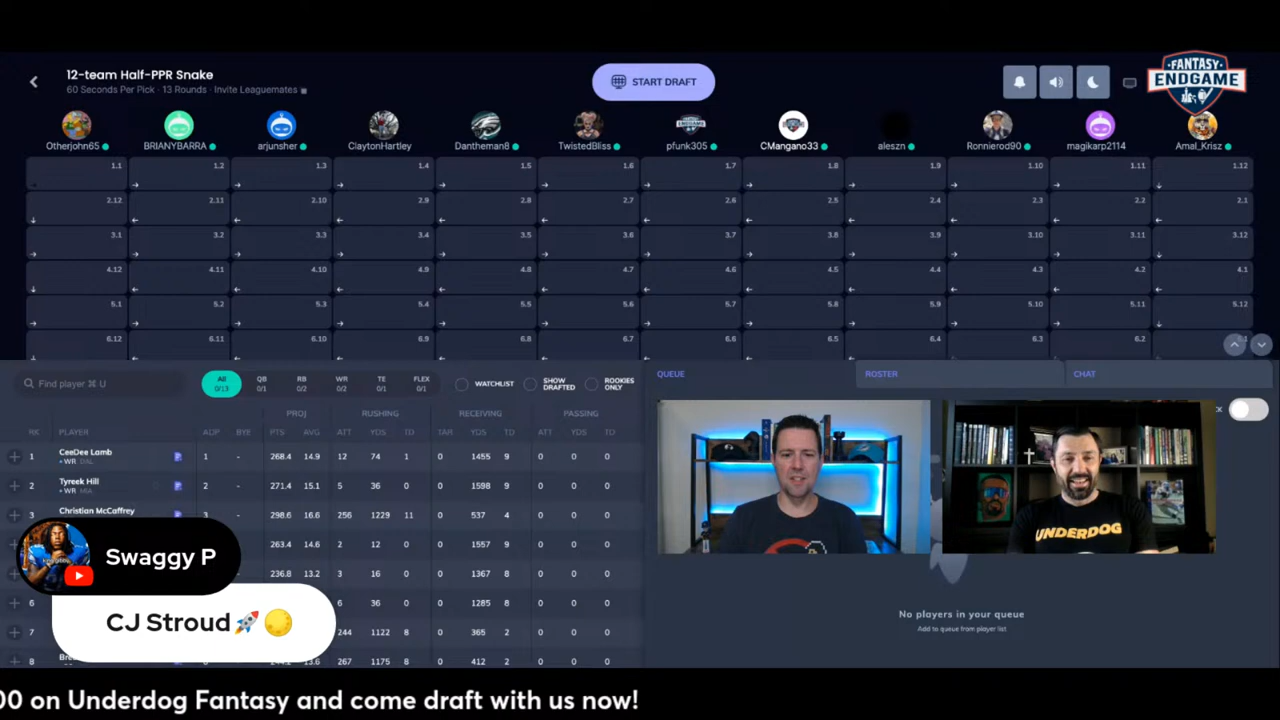 12-team Half-PPR Snake
60 Seconds Per Pick · 13 Rounds · Invite Leaguemates
START DRAFT
FANTASY
ENDGAME
Otherjohn65 BRIANYBARRA arjunsher ClaytonHartley Dantheman8 TwistedBliss pfunk305 CMangano33 aleszn Ronnierod90 magikarp2114 Amal_Krisz
1.1 1.2 1.3 1.4 1.5 1.6 1.7 1.8 1.9 1.10 1.11 1.12
2.12 2.11 2.10 2.9 2.8 2.7 2.6 2.5 2.4 2.3 2.2 2.1
3.1 3.2 3.3 3.4 3.5 3.6 3.7 3.8 3.9 3.10 3.11 3.12
4.12 4.11 4.10 4.9 4.8 4.7 4.6 4.5 4.4 4.3 4.2 4.1
5.1 5.2 5.3 5.4 5.5 5.6 5.7 5.8 5.9 5.10 5.11 5.12
6.12 6.11 6.10 6.9 6.8 6.7 6.6 6.5 6.4 6.3 6.2
Find player ⌘ U
All QB RB WR TE FLEX
0/13 0/1 0/2 0/2 0/1 0/1
WATCHLIST
SHOW DRAFTED
ROOKIES ONLY
QUEUE ROSTER CHAT
PROJ RUSHING RECEIVING PASSING
RK PLAYER ADP BYE PTS AVG ATT YDS TD TAR YDS TD ATT YDS TD
1 CeeDee Lamb WR DAL 1 - 268.4 14.9 12 74 1 0 1455 9 0 0 0
2 Tyreek Hill WR MIA 2 - 271.4 15.1 5 36 0 0 1598 9 0 0 0
3 Christian McCaffrey 3 - 298.6 16.6 256 1229 11 0 537 4 0 0 0
263.4 14.6 2 12 0 0 1557 9 0 0 0
236.8 13.2 3 16 0 0 1367 8 0 0 0
6 6 36 0 0 1285 8 0 0 0
7 244 1122 8 0 365 2 0 0 0
8 267 1175 8 0 412 2 0 0 0
Swaggy P
CJ Stroud 🚀 🌕
UNDERDOG
No players in your queue
Add to queue from player list
00 on Underdog Fantasy and come draft with us now!